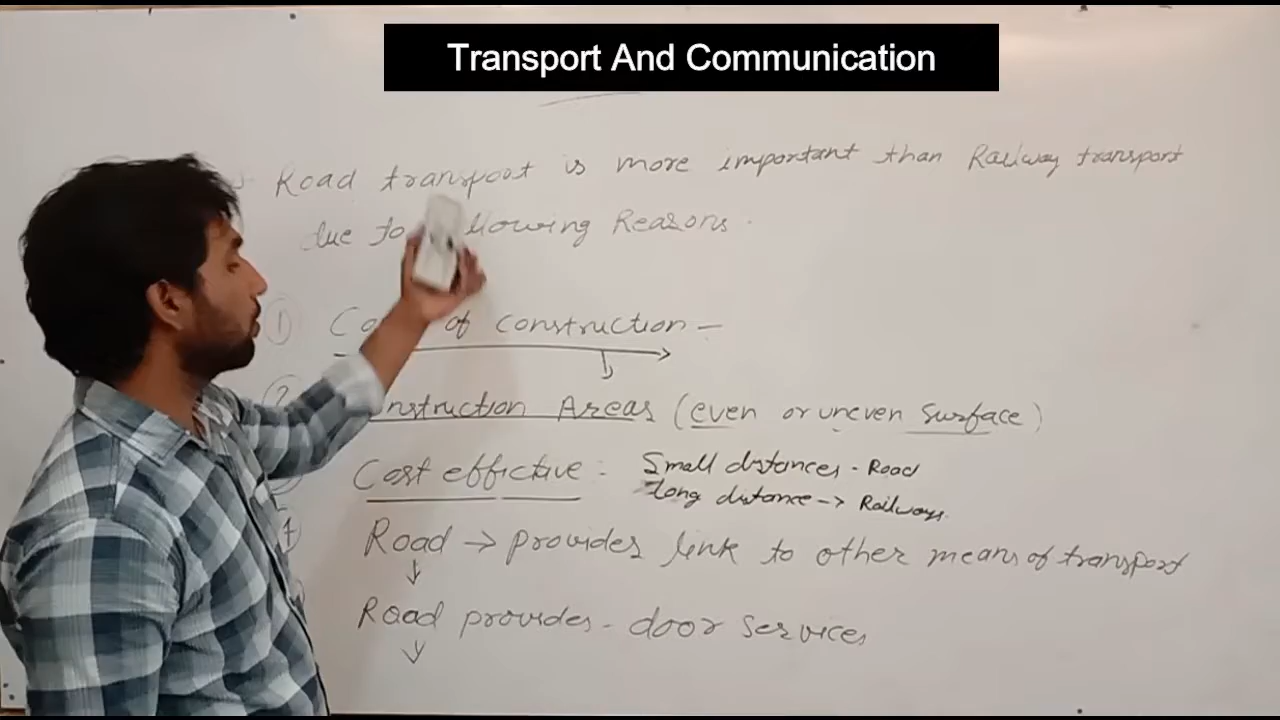 Transport And Communication
Road transport is more important than Railway transport
due to Reasons.
1 of construction -
2 Areas (even or uneven surface)
Cost effective : Small distances - Road
long distance -> Railways.
4 Road -> provides link to other means of transport
Road provides - door services